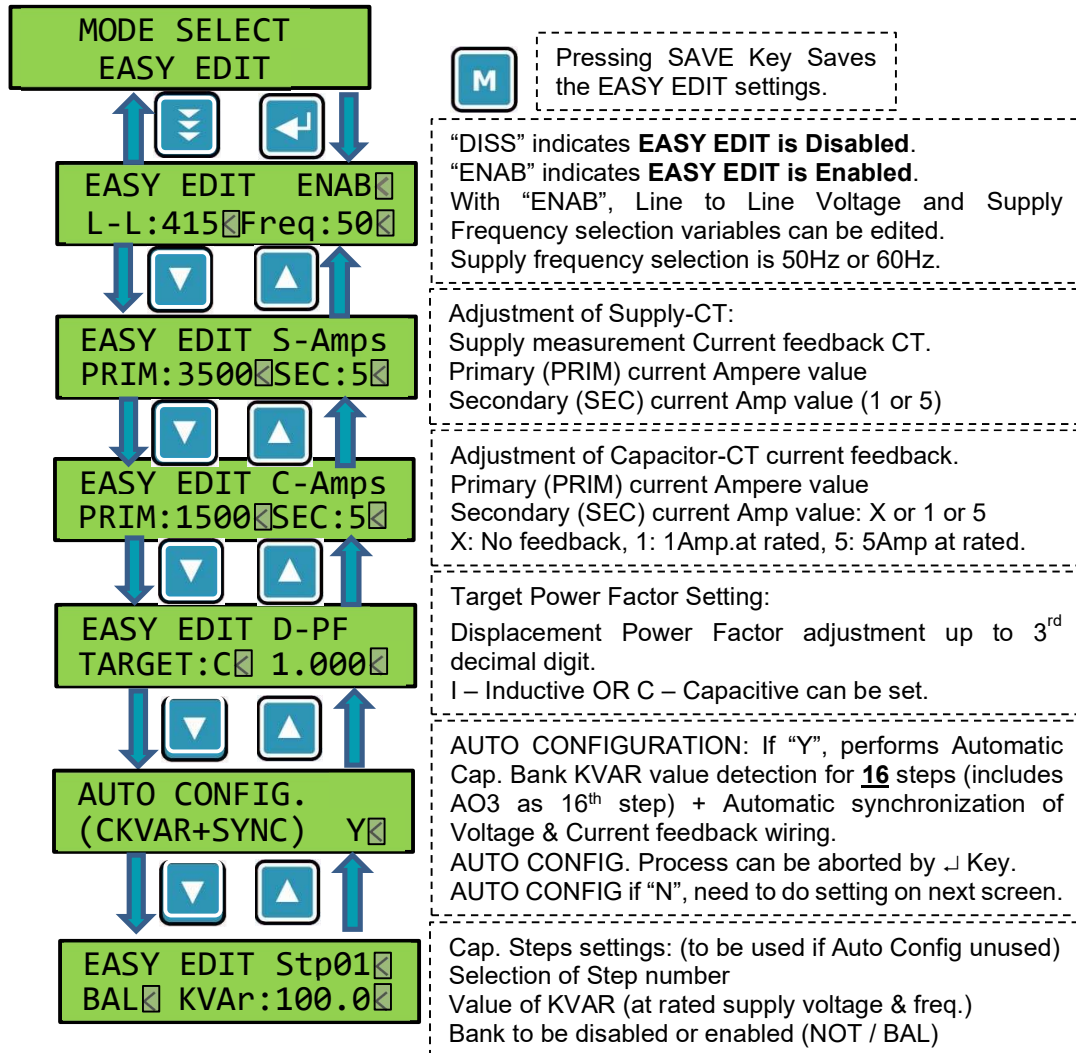 MODE SELECT
EASY EDIT
M
Pressing SAVE Key Saves
the EASY EDIT settings.
EASY EDIT ENAB<
L-L:415<Freq:50<
“DISS” indicates EASY EDIT is Disabled.
“ENAB” indicates EASY EDIT is Enabled.
With “ENAB”, Line to Line Voltage and Supply
Frequency selection variables can be edited.
Supply frequency selection is 50Hz or 60Hz.
EASY EDIT S-Amps
PRIM:3500<SEC:5<
Adjustment of Supply-CT:
Supply measurement Current feedback CT.
Primary (PRIM) current Ampere value
Secondary (SEC) current Amp value (1 or 5)
EASY EDIT C-Amps
PRIM:1500<SEC:5<
Adjustment of Capacitor-CT current feedback.
Primary (PRIM) current Ampere value
Secondary (SEC) current Amp value: X or 1 or 5
X: No feedback, 1: 1Amp.at rated, 5: 5Amp at rated.
EASY EDIT D-PF
TARGET:C< 1.000<
Target Power Factor Setting:
Displacement Power Factor adjustment up to 3rd
decimal digit.
I – Inductive OR C – Capacitive can be set.
AUTO CONFIG.
(CKVAR+SYNC) Y<
AUTO CONFIGURATION: If “Y”, performs Automatic
Cap. Bank KVAR value detection for 16 steps (includes
AO3 as 16th step) + Automatic synchronization of
Voltage & Current feedback wiring.
AUTO CONFIG. Process can be aborted by ↵ Key.
AUTO CONFIG if “N”, need to do setting on next screen.
EASY EDIT Stp01<
BAL< KVAr:100.0<
Cap. Steps settings: (to be used if Auto Config unused)
Selection of Step number
Value of KVAR (at rated supply voltage & freq.)
Bank to be disabled or enabled (NOT / BAL)